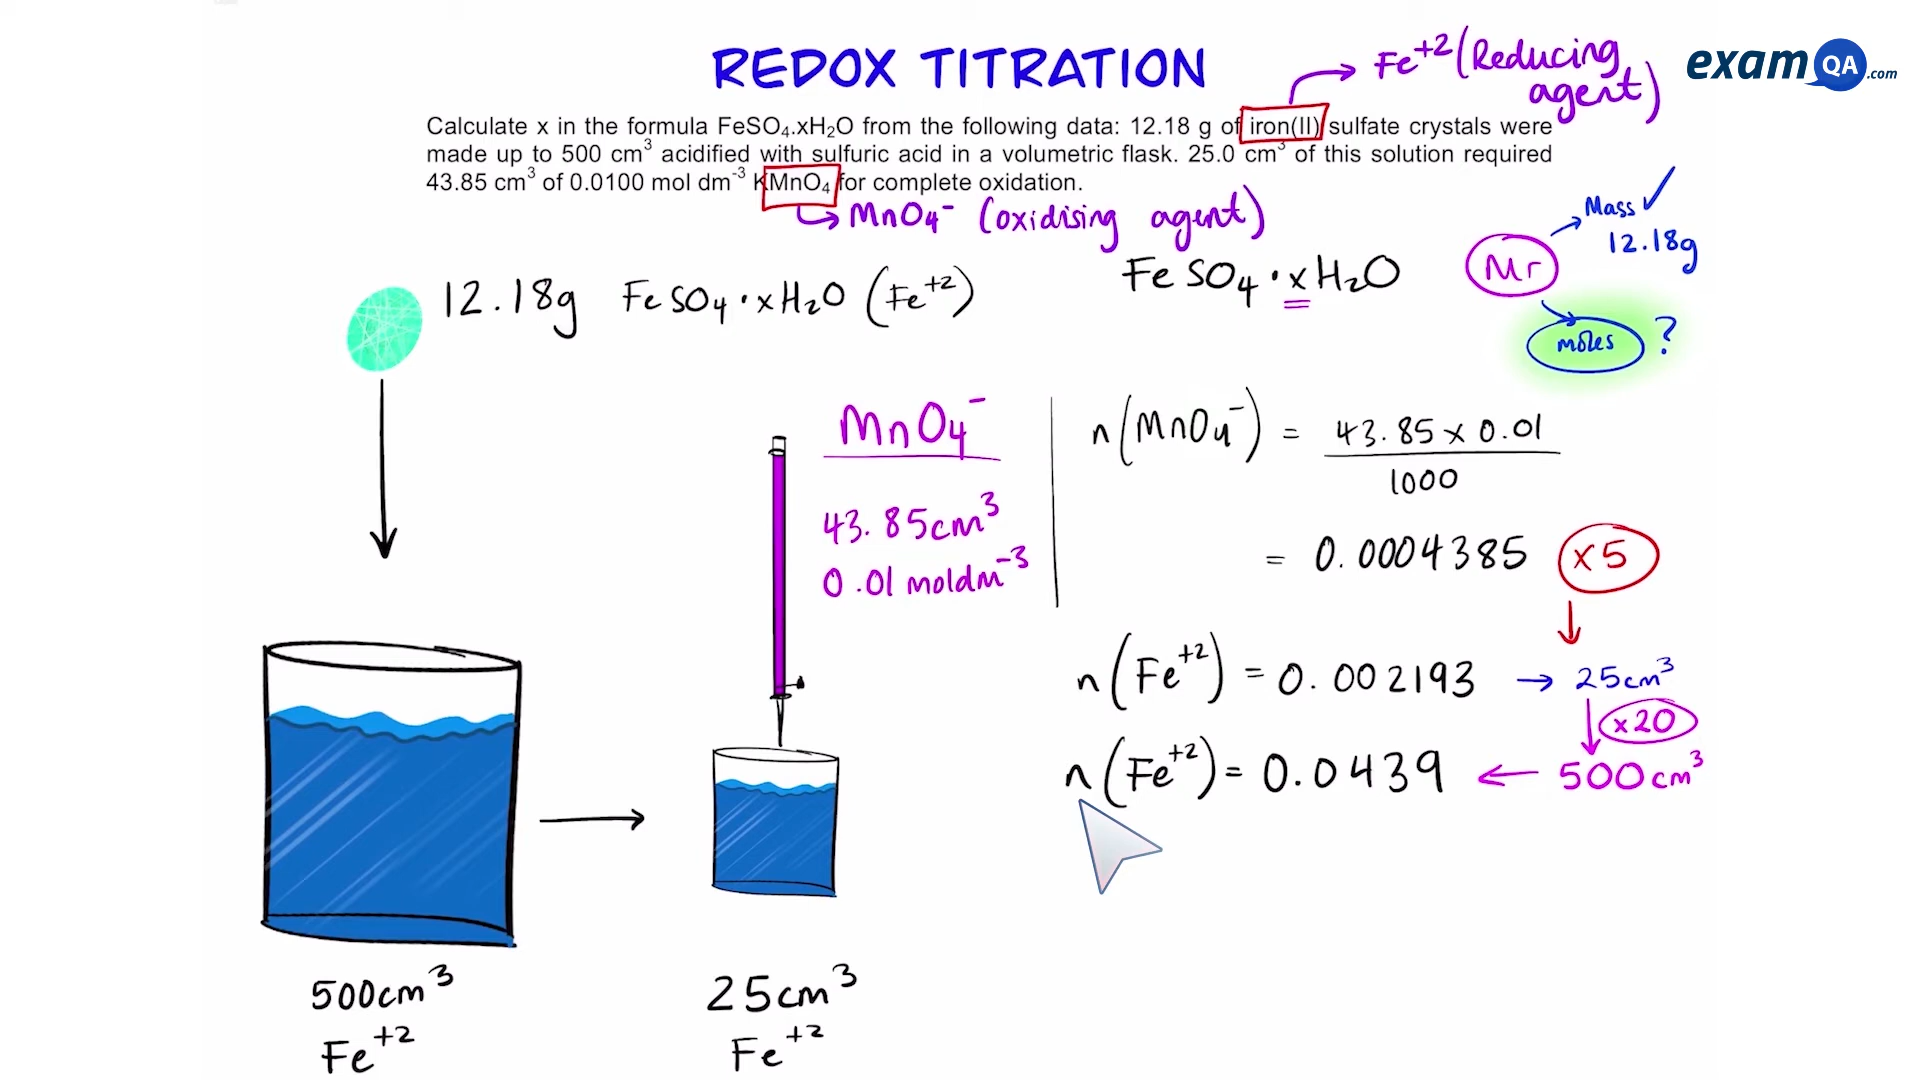 REDOX TITRATION
Fe⁺²(Reducing
agent)
examQA.com
Calculate x in the formula FeSO₄.xH₂O from the following data: 12.18 g of iron(II) sulfate crystals were
made up to 500 cm³ acidified with sulfuric acid in a volumetric flask. 25.0 cm³ of this solution required
43.85 cm³ of 0.0100 mol dm⁻³ KMnO₄ for complete oxidation.
MnO₄⁻ (oxidising agent)
12.18g FeSO₄·xH₂O (Fe⁺²)
FeSO₄·xH₂O
Mr
Mass ✓
12.18g
moles ?
MnO₄⁻
43.85cm³
0.01 moldm⁻³
n(MnO₄⁻) = 43.85 x 0.01
1000
= 0.0004385 x5
n(Fe⁺²) = 0.002193 → 25cm³
x20
n(Fe⁺²) = 0.0439 ← 500cm³
500cm³
Fe⁺²
25cm³
Fe⁺²